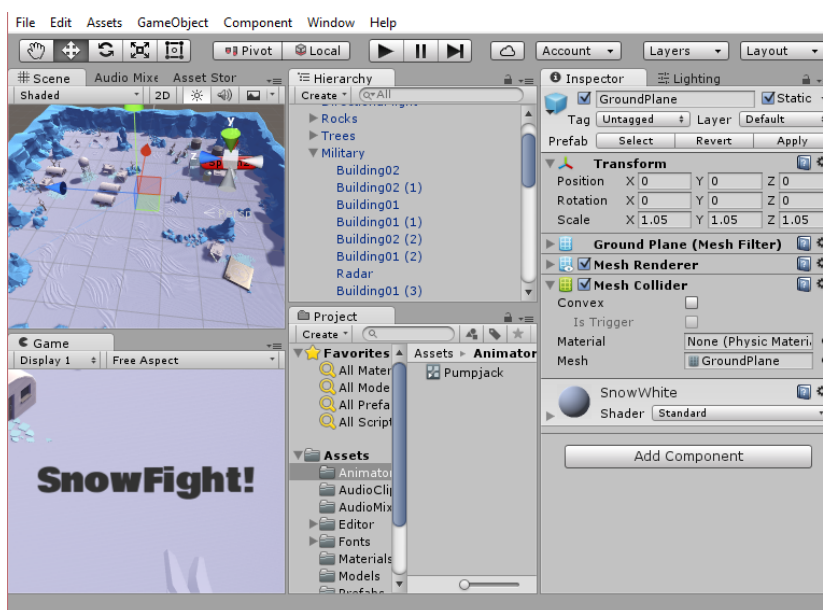 File Edit Assets GameObject Component Window Help
Pivot Local Account Layers Layout
Scene Audio Mixe Asset Stor
Shaded 2D
y
z
Persp
Hierarchy
Create All
Rocks
Trees
Military
Building02
Building02 (1)
Building01
Building01 (1)
Building02 (2)
Building01 (2)
Radar
Building01 (3)
Game
Display 1 Free Aspect
SnowFight!
Project
Create
Favorites
All Mater
All Mode
All Prefa
All Script
Assets
Animator
AudioCli
AudioMix
Editor
Fonts
Materials
Models
Prefabs
Assets Animator
Pumpjack
Inspector Lighting
GroundPlane Static
Tag Untagged Layer Default
Prefab Select Revert Apply
Transform
Position X 0 Y 0 Z 0
Rotation X 0 Y 0 Z 0
Scale X 1.05 Y 1.05 Z 1.05
Ground Plane (Mesh Filter)
Mesh Renderer
Mesh Collider
Convex
Is Trigger
Material None (Physic Materi
Mesh GroundPlane
SnowWhite
Shader Standard
Add Component